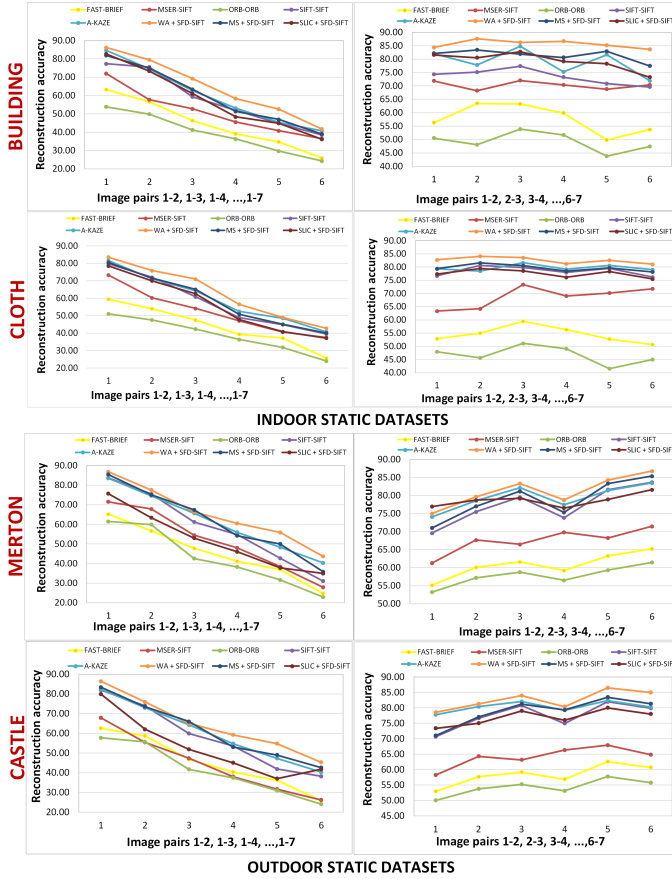 BUILDING
FAST-BRIEF MSER-SIFT ORB-ORB SIFT-SIFT
A-KAZE WA + SFD-SIFT MS + SFD-SIFT SLIC + SFD-SIFT
Reconstruction accuracy
90.00
80.00
70.00
60.00
50.00
40.00
30.00
20.00
1 2 3 4 5 6
Image pairs 1-2, 1-3, 1-4, ...,1-7
FAST-BRIEF MSER-SIFT ORB-ORB SIFT-SIFT
A-KAZE WA + SFD-SIFT MS + SFD-SIFT SLIC + SFD-SIFT
Reconstruction accuracy
90.00
85.00
80.00
75.00
70.00
65.00
60.00
55.00
50.00
45.00
40.00
1 2 3 4 5 6
Image pairs 1-2, 2-3, 3-4, ...,6-7
CLOTH
FAST-BRIEF MSER-SIFT ORB-ORB SIFT-SIFT
A-KAZE WA + SFD-SIFT MS + SFD-SIFT SLIC + SFD-SIFT
Reconstruction accuracy
90.00
80.00
70.00
60.00
50.00
40.00
30.00
20.00
1 2 3 4 5 6
Image pairs 1-2, 1-3, 1-4, ...,1-7
FAST-BRIEF MSER-SIFT ORB-ORB SIFT-SIFT
A-KAZE WA + SFD-SIFT MS + SFD-SIFT SLIC + SFD-SIFT
Reconstruction accuracy
90.00
85.00
80.00
75.00
70.00
65.00
60.00
55.00
50.00
45.00
40.00
1 2 3 4 5 6
Image pairs 1-2, 2-3, 3-4, ...,6-7
INDOOR STATIC DATASETS
MERTON
FAST-BRIEF MSER-SIFT ORB-ORB SIFT-SIFT
A-KAZE WA + SFD-SIFT MS + SFD-SIFT SLIC + SFD-SIFT
Reconstruction accuracy
90.00
80.00
70.00
60.00
50.00
40.00
30.00
20.00
1 2 3 4 5 6
Image pairs 1-2, 1-3, 1-4, ...,1-7
FAST-BRIEF MSER-SIFT ORB-ORB SIFT-SIFT
A-KAZE WA + SFD-SIFT MS + SFD-SIFT SLIC + SFD-SIFT
Reconstruction accuracy
90.00
85.00
80.00
75.00
70.00
65.00
60.00
55.00
50.00
1 2 3 4 5 6
Image pairs 1-2, 2-3, 3-4, ...,6-7
CASTLE
FAST-BRIEF MSER-SIFT ORB-ORB SIFT-SIFT
A-KAZE WA + SFD-SIFT MS + SFD-SIFT SLIC + SFD-SIFT
Reconstruction accuracy
90.00
80.00
70.00
60.00
50.00
40.00
30.00
20.00
1 2 3 4 5 6
Image pairs 1-2, 1-3, 1-4, ...,1-7
FAST-BRIEF MSER-SIFT ORB-ORB SIFT-SIFT
A-KAZE WA + SFD-SIFT MS + SFD-SIFT SLIC + SFD-SIFT
Reconstruction accuracy
90.00
85.00
80.00
75.00
70.00
65.00
60.00
55.00
50.00
45.00
1 2 3 4 5 6
Image pairs 1-2, 2-3, 3-4, ...,6-7
OUTDOOR STATIC DATASETS